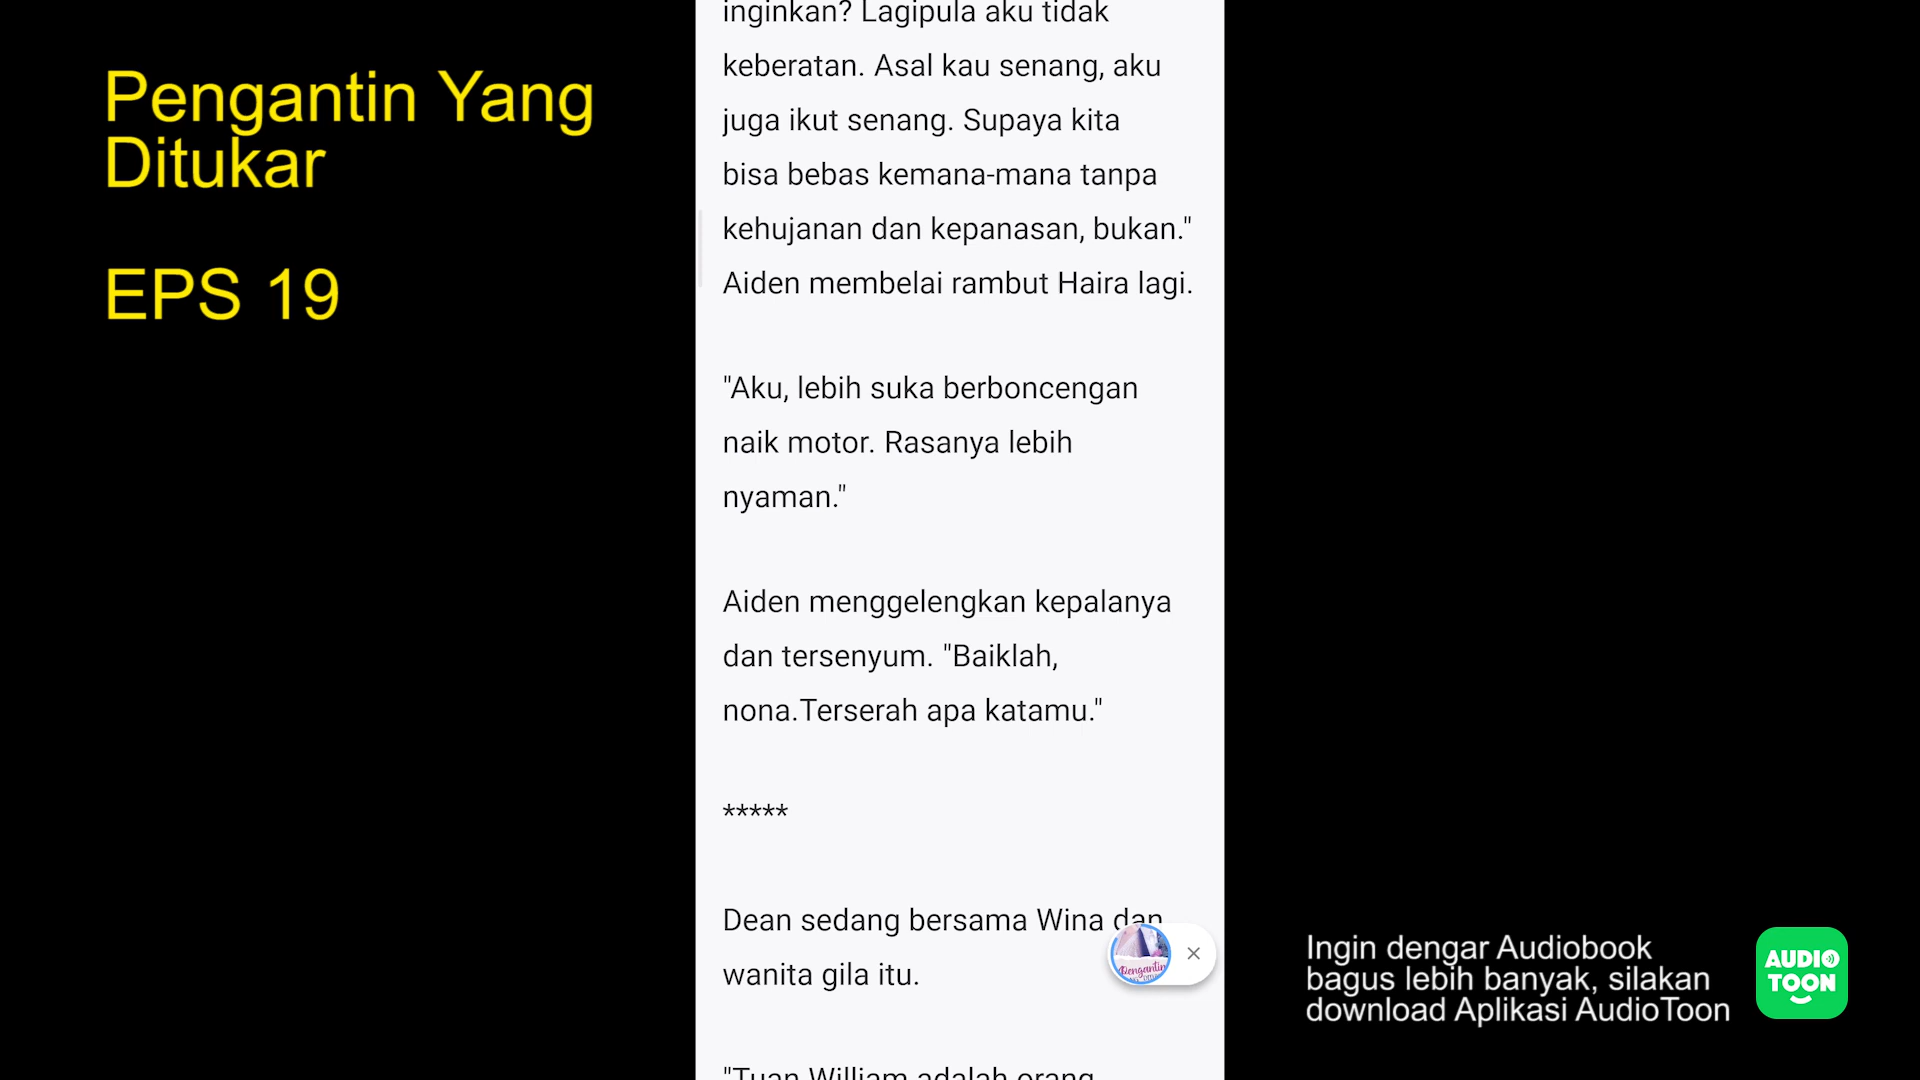 Pengantin Yang
Ditukar
EPS 19
inginkan? Lagipula aku tidak
keberatan. Asal kau senang, aku
juga ikut senang. Supaya kita
bisa bebas kemana-mana tanpa
kehujanan dan kepanasan, bukan."
Aiden membelai rambut Haira lagi.
"Aku, lebih suka berboncengan
naik motor. Rasanya lebih
nyaman."
Aiden menggelengkan kepalanya
dan tersenyum. "Baiklah,
nona.Terserah apa katamu."
*****
Dean sedang bersama Wina dan
wanita gila itu.
"Tuan William adalah orang
Pengantin
Ingin dengar Audiobook
bagus lebih banyak, silakan
download Aplikasi AudioToon
AUDIO
TOON